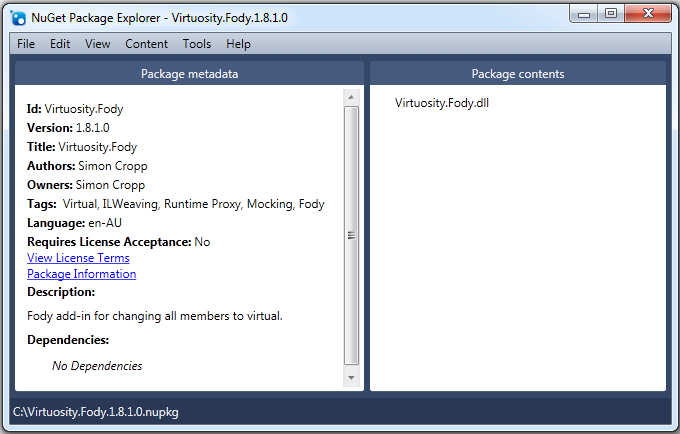 NuGet Package Explorer - Virtuosity.Fody.1.8.1.0
File Edit View Content Tools Help
Package metadata
Id: Virtuosity.Fody
Version: 1.8.1.0
Title: Virtuosity.Fody
Authors: Simon Cropp
Owners: Simon Cropp
Tags: Virtual, ILWeaving, Runtime Proxy, Mocking, Fody
Language: en-AU
Requires License Acceptance: No
View License Terms
Package Information
Description:
Fody add-in for changing all members to virtual.
Dependencies:
No Dependencies
Package contents
Virtuosity.Fody.dll
C:\Virtuosity.Fody.1.8.1.0.nupkg